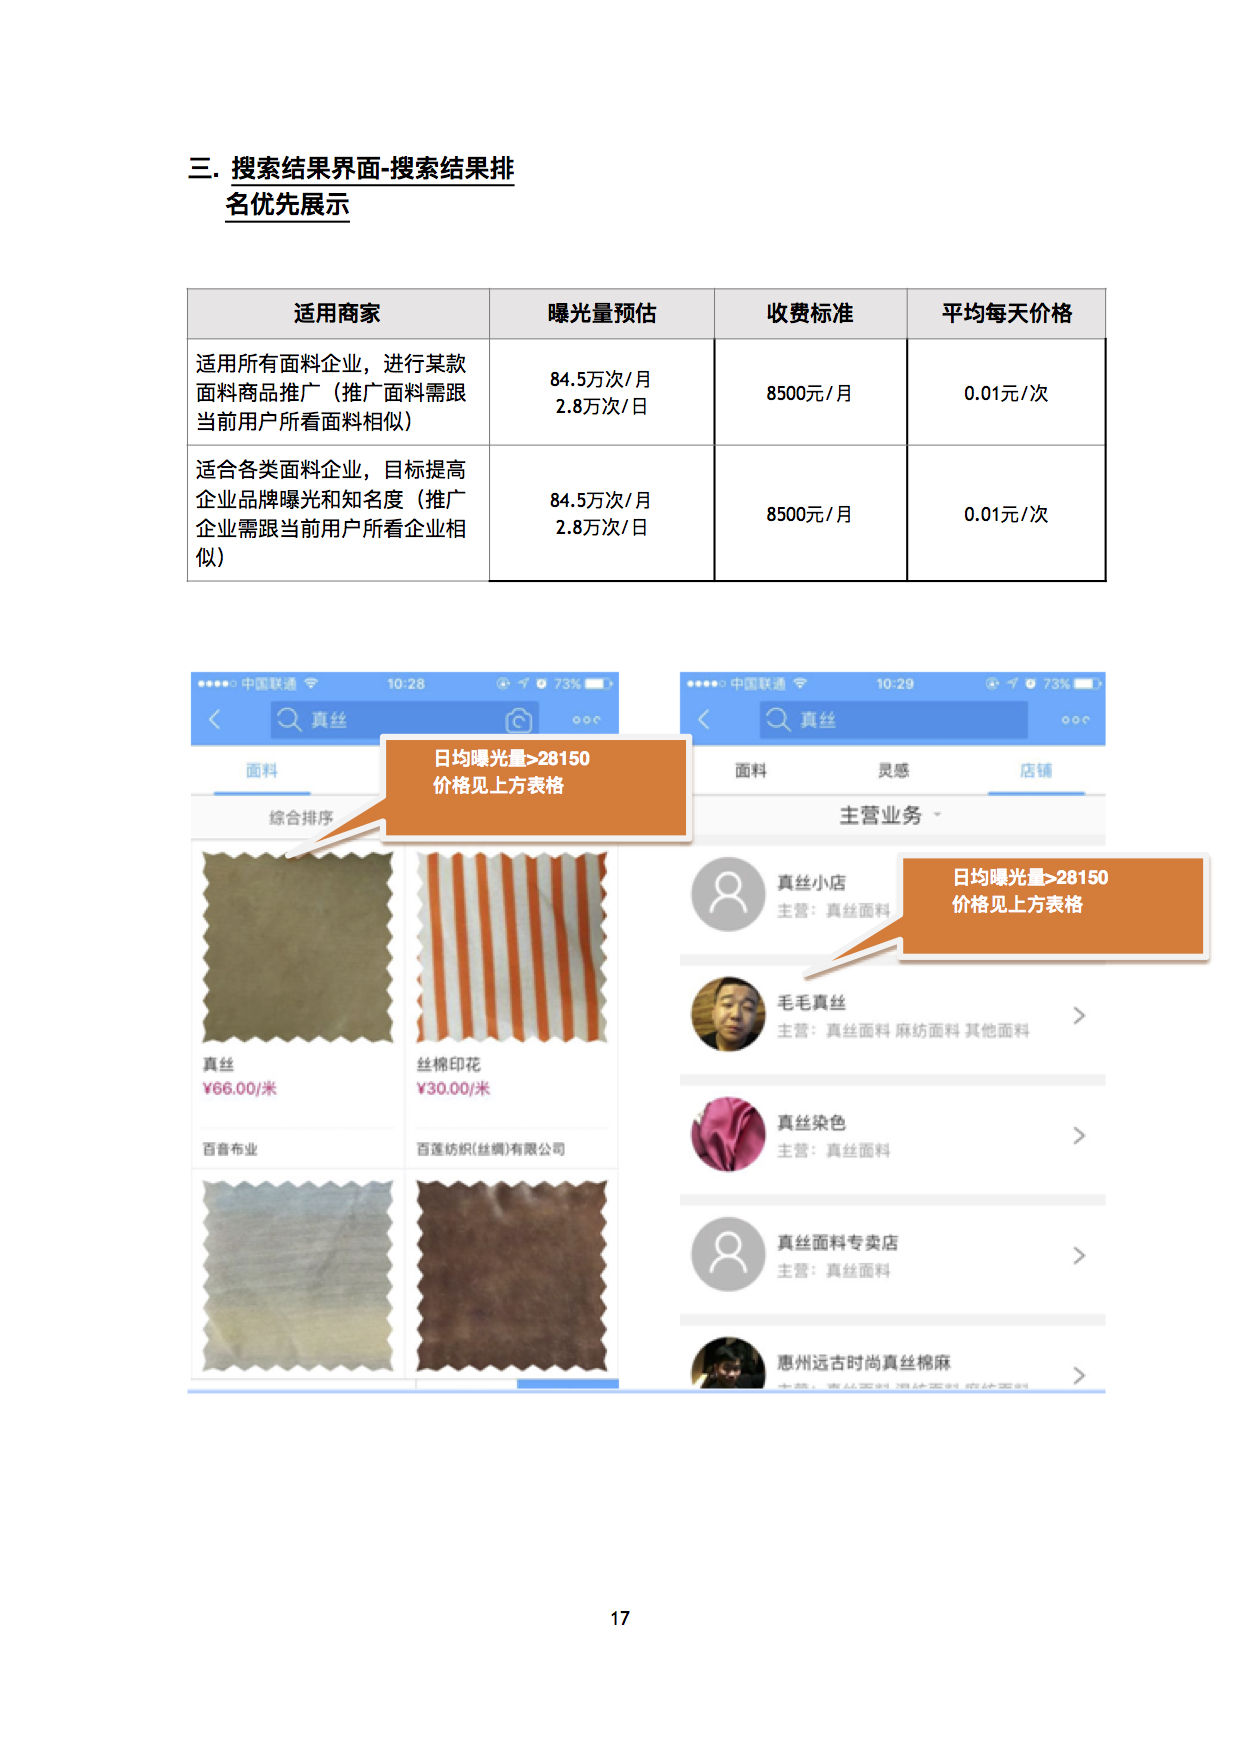 三. 搜索结果界面-搜索结果排
名优先展示
适用商家 曝光量预估 收费标准 平均每天价格
适用所有面料企业，进行某款
面料商品推广（推广面料需跟
当前用户所看面料相似）
84.5万次/月
2.8万次/日
8500元/月
0.01元/次
适合各类面料企业，目标提高
企业品牌曝光和知名度（推广
企业需跟当前用户所看企业相
似）
84.5万次/月
2.8万次/日
8500元/月
0.01元/次
中国联通 10:28 73%
真丝
面料
综合排序
日均曝光量>28150
价格见上方表格
真丝
¥66.00/米
百音布业
丝棉印花
¥30.00/米
百莲纺织(丝绸)有限公司
中国联通 10:29 73%
真丝
面料 灵感 店铺
主营业务
日均曝光量>28150
价格见上方表格
真丝小店
主营：真丝面料
毛毛真丝
主营：真丝面料 麻纺面料 其他面料
真丝染色
主营：真丝面料
真丝面料专卖店
主营：真丝面料
惠州远古时尚真丝棉麻
17